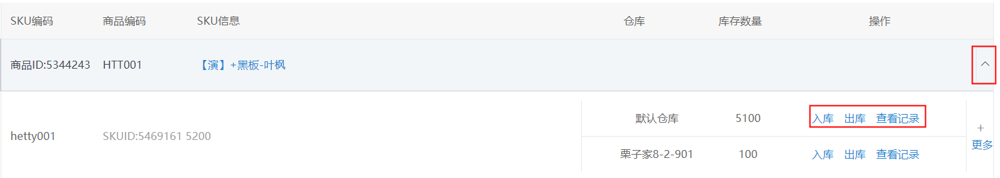 SKU编码 商品编码 SKU信息 仓库 库存数量 操作
商品ID:5344243 HTT001 【演】+黑板-叶枫
hetty001 SKUID:5469161 5200
默认仓库 5100 入库 出库 查看记录
栗子家8-2-901 100 入库 出库 查看记录
+
更多